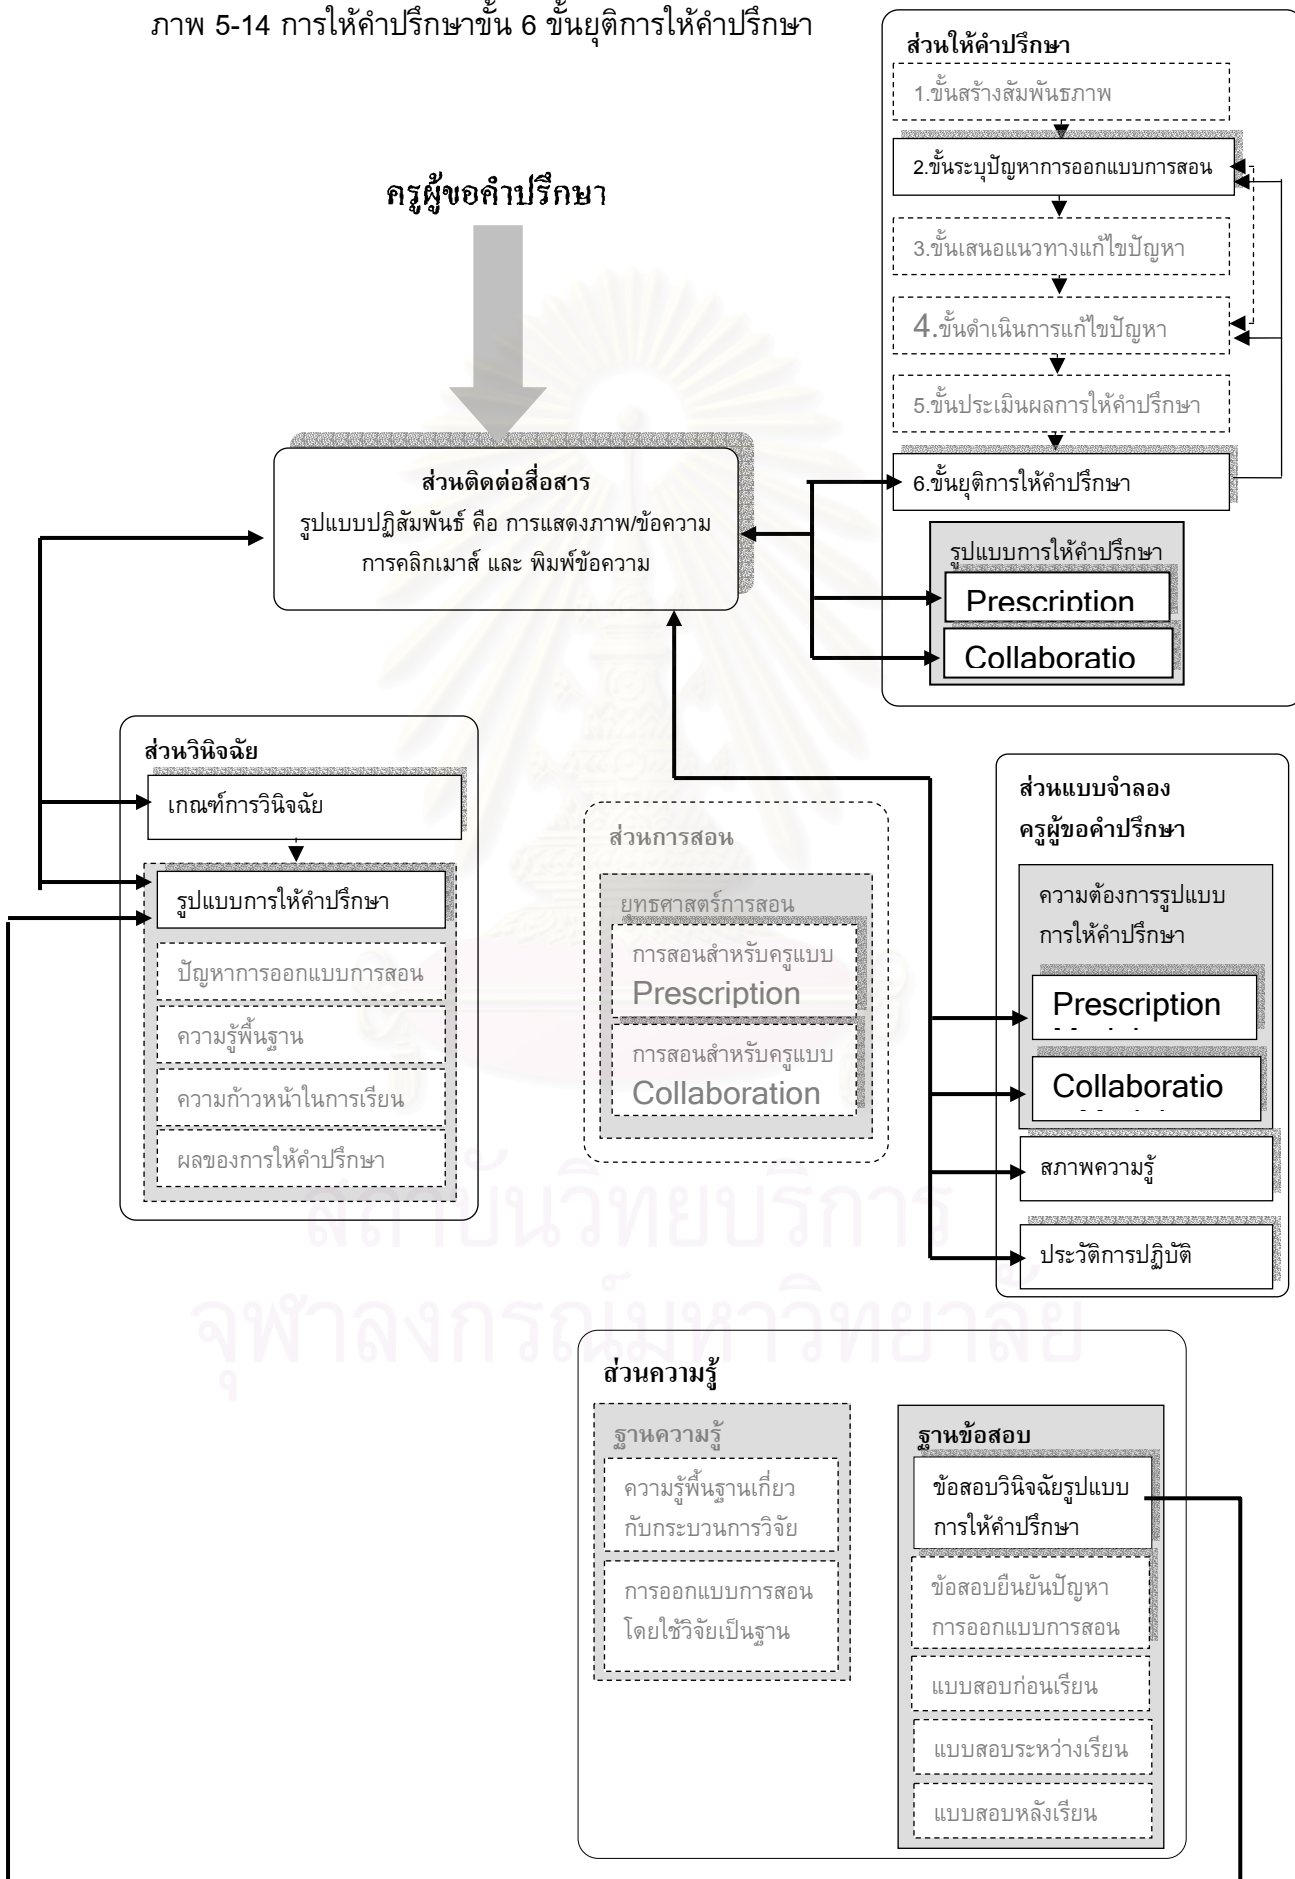 ภาพ 5-14 การให้คำปรึกษาขั้น 6 ขั้นยุติการให้คำปรึกษา
ส่วนให้คำปรึกษา
1.ขั้นสร้างสัมพันธภาพ
2.ขั้นระบุปัญหาการออกแบบการสอน
3.ขั้นเสนอแนวทางแก้ไขปัญหา
4.ขั้นดำเนินการแก้ไขปัญหา
5.ขั้นประเมินผลการให้คำปรึกษา
6.ขั้นยุติการให้คำปรึกษา
รูปแบบการให้คำปรึกษา
Prescription
Collaboratio
ครูผู้ขอคำปรึกษา
ส่วนติดต่อสื่อสาร
รูปแบบปฏิสัมพันธ์ คือ การแสดงภาพ/ข้อความ
การคลิกเมาส์ และ พิมพ์ข้อความ
ส่วนวินิจฉัย
เกณฑ์การวินิจฉัย
รูปแบบการให้คำปรึกษา
ปัญหาการออกแบบการสอน
ความรู้พื้นฐาน
ความก้าวหน้าในการเรียน
ผลของการให้คำปรึกษา
ส่วนการสอน
ยุทธศาสตร์การสอน
การสอนสำหรับครูแบบ
Prescription
การสอนสำหรับครูแบบ
Collaboration
ส่วนแบบจำลอง
ครูผู้ขอคำปรึกษา
ความต้องการรูปแบบ
การให้คำปรึกษา
Prescription
Collaboratio
สภาพความรู้
ประวัติการปฏิบัติ
สถาบันวิทยบริการ
จุฬาลงกรณ์มหาวิทยาลัย
ส่วนความรู้
ฐานความรู้
ความรู้พื้นฐานเกี่ยว
กับกระบวนการวิจัย
การออกแบบการสอน
โดยใช้วิจัยเป็นฐาน
ฐานข้อสอบ
ข้อสอบวินิจฉัยรูปแบบ
การให้คำปรึกษา
ข้อสอบยืนยันปัญหา
การออกแบบการสอน
แบบสอบก่อนเรียน
แบบสอบระหว่างเรียน
แบบสอบหลังเรียน